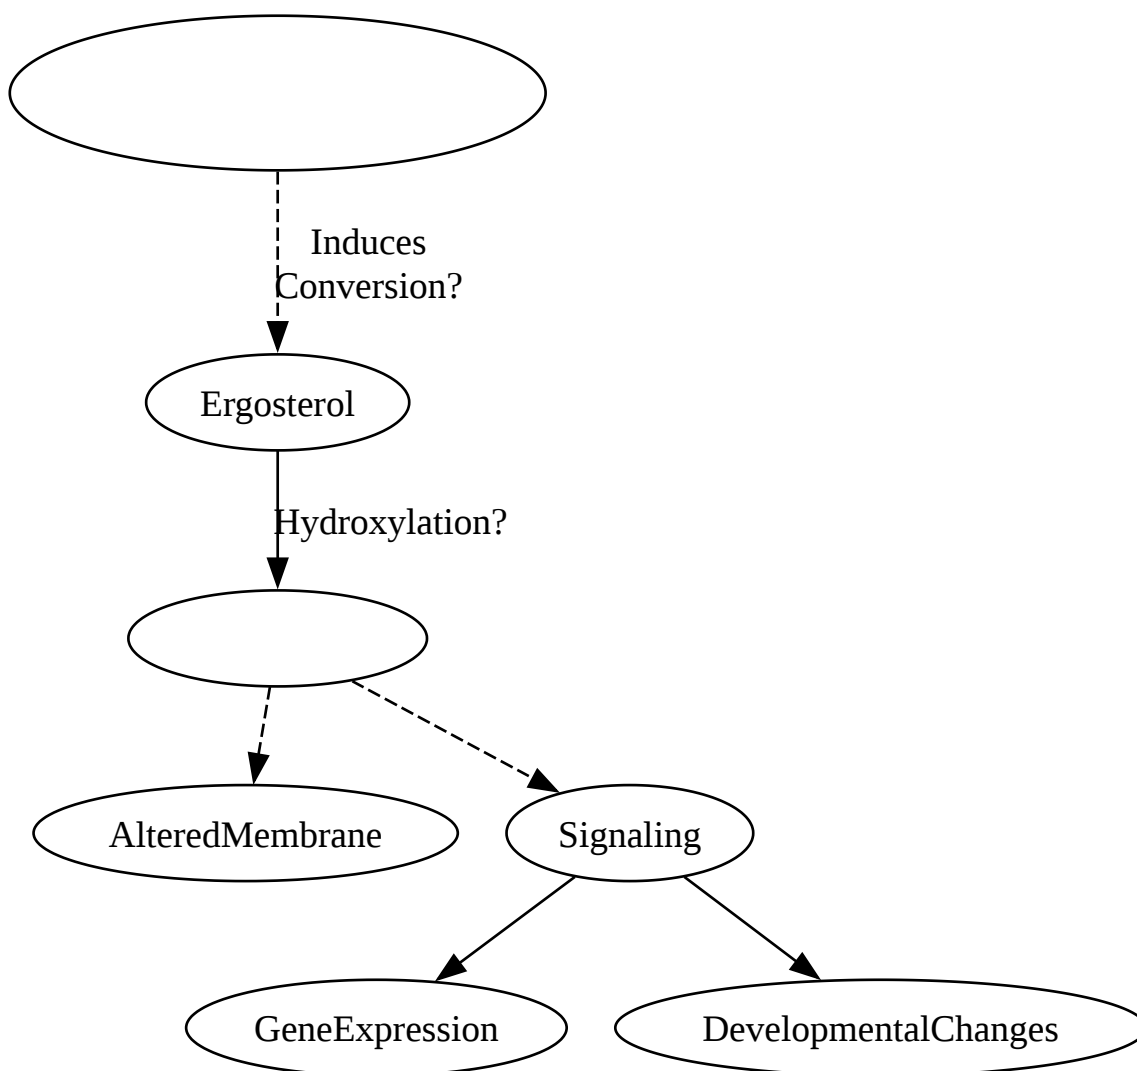 Induces
Conversion?
Ergosterol
Hydroxylation?
AlteredMembrane
Signaling
GeneExpression
DevelopmentalChanges